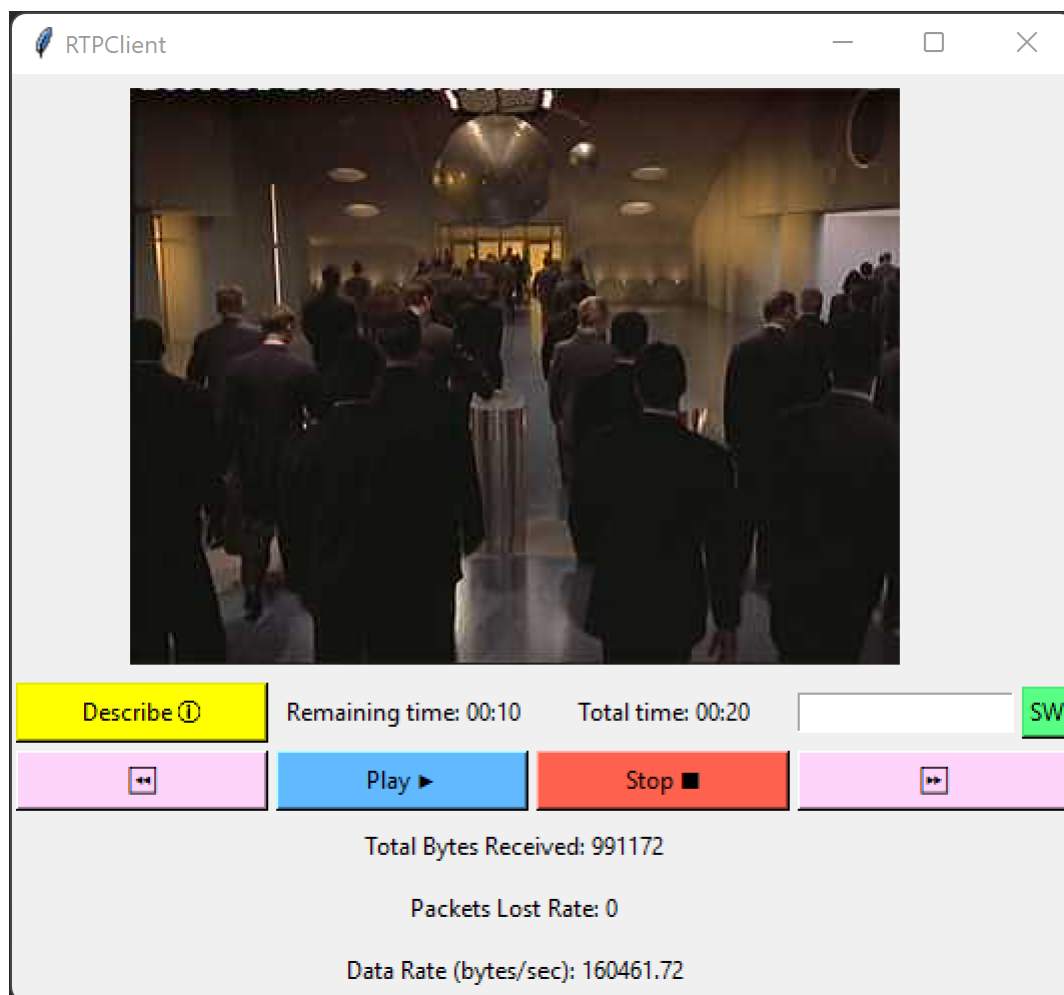 RTPClient
Describe ⓘ Remaining time: 00:10 Total time: 00:20 SW
⏪ Play ► Stop ■ ⏩
Total Bytes Received: 991172
Packets Lost Rate: 0
Data Rate (bytes/sec): 160461.72